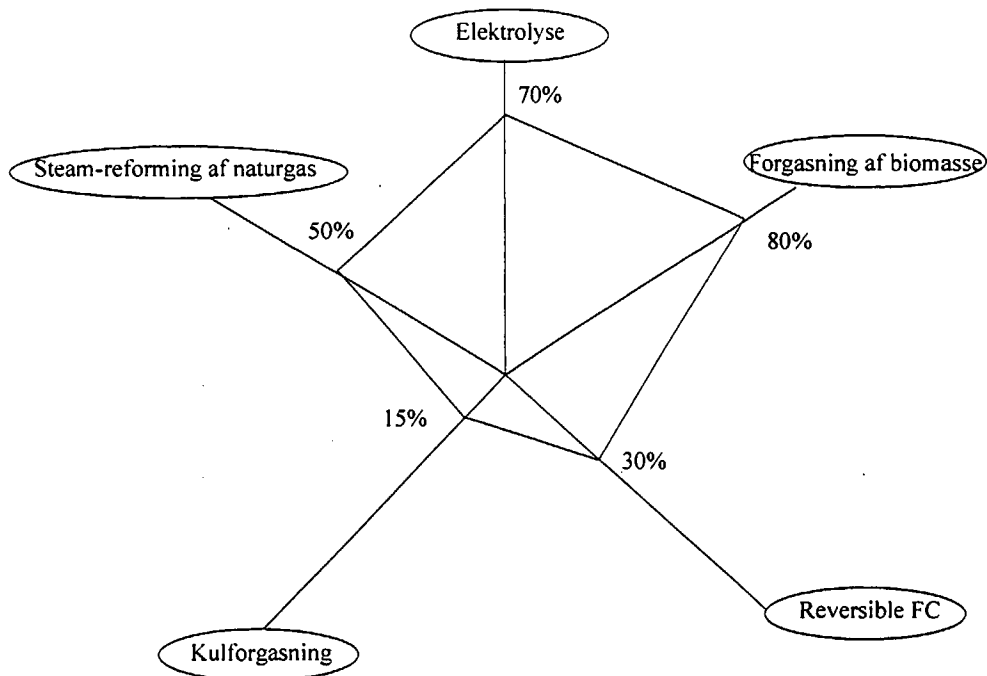 Elektrolyse
70%
Steam-reforming af naturgas
Forgasning af biomasse
50%
80%
15%
30%
Reversible FC
Kulforgasning